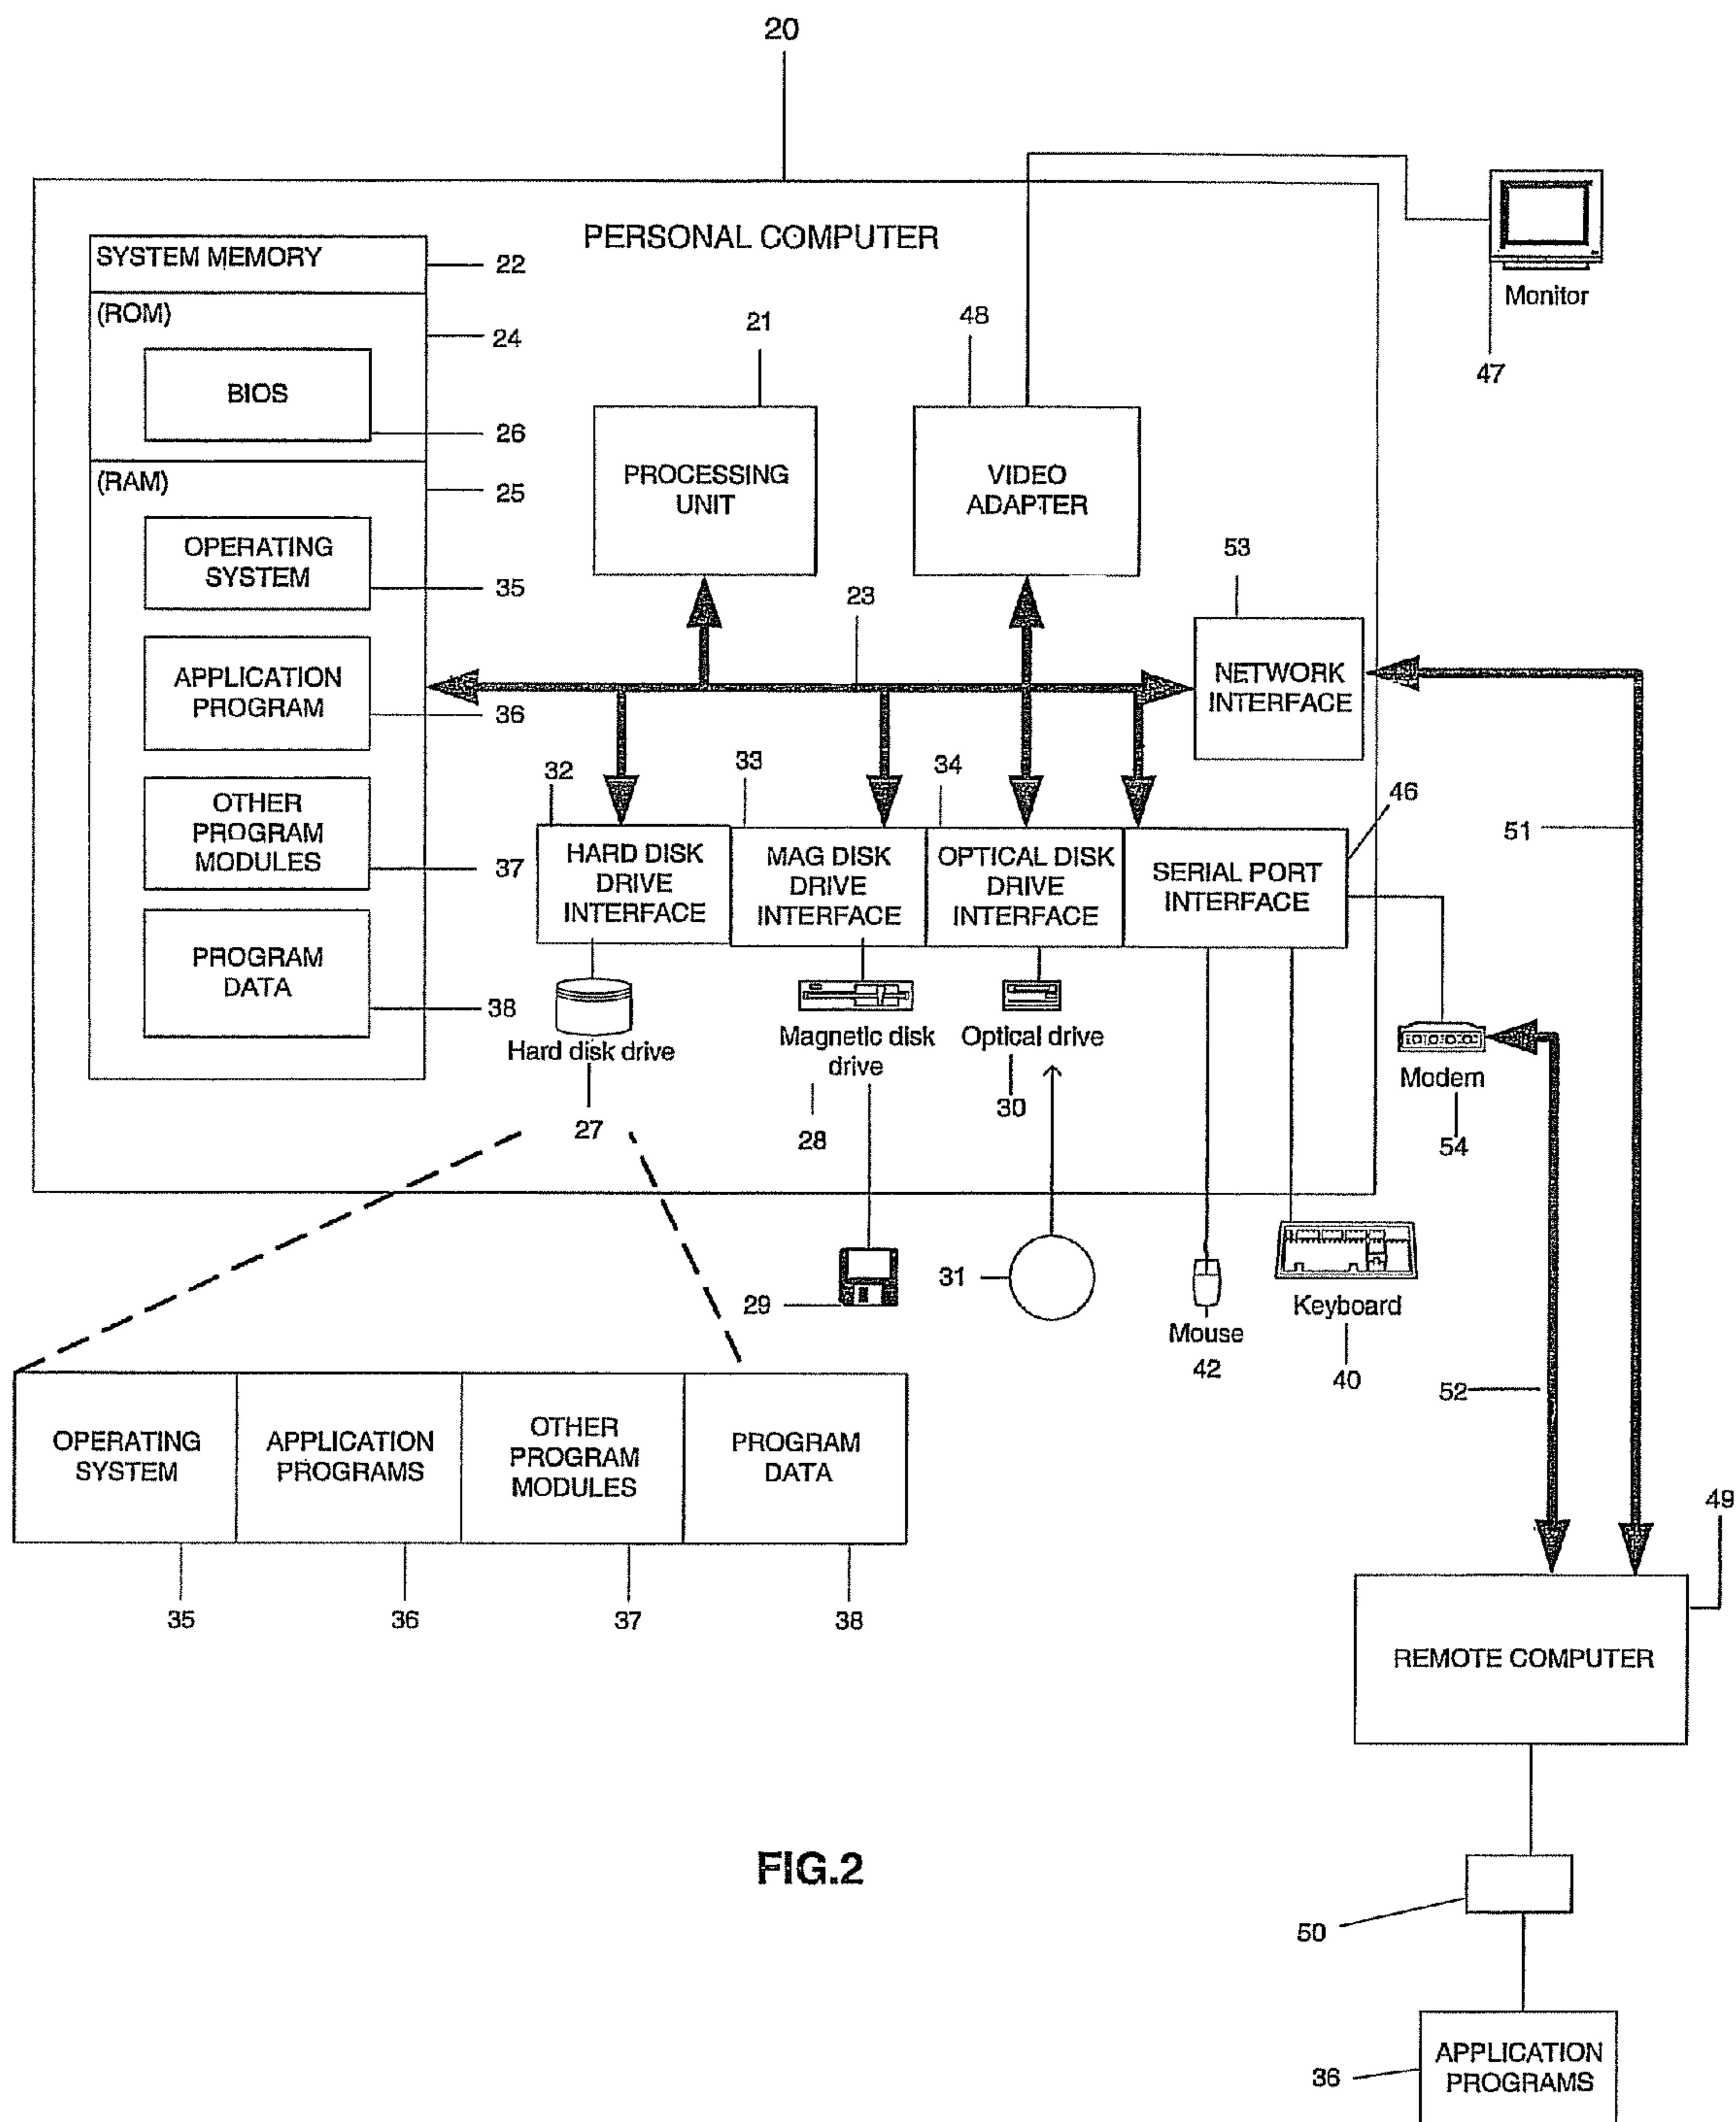 20
PERSONAL COMPUTER
SYSTEM MEMORY
22
(ROM)
24
BIOS
26
(RAM)
25
OPERATING
SYSTEM
35
APPLICATION
PROGRAM
36
OTHER
PROGRAM
MODULES
37
PROGRAM
DATA
38
21
PROCESSING
UNIT
48
VIDEO
ADAPTER
Monitor
47
23
53
NETWORK
INTERFACE
32
HARD DISK
DRIVE
INTERFACE
33
MAG DISK
DRIVE
INTERFACE
34
OPTICAL DISK
DRIVE
INTERFACE
46
SERIAL PORT
INTERFACE
51
Hard disk drive
27
Magnetic disk
drive
28
Optical drive
30
Modem
54
29
31
Mouse
42
Keyboard
40
52
OPERATING
SYSTEM
APPLICATION
PROGRAMS
OTHER
PROGRAM
MODULES
PROGRAM
DATA
35
36
37
38
49
REMOTE COMPUTER
FIG.2
50
36
APPLICATION
PROGRAMS